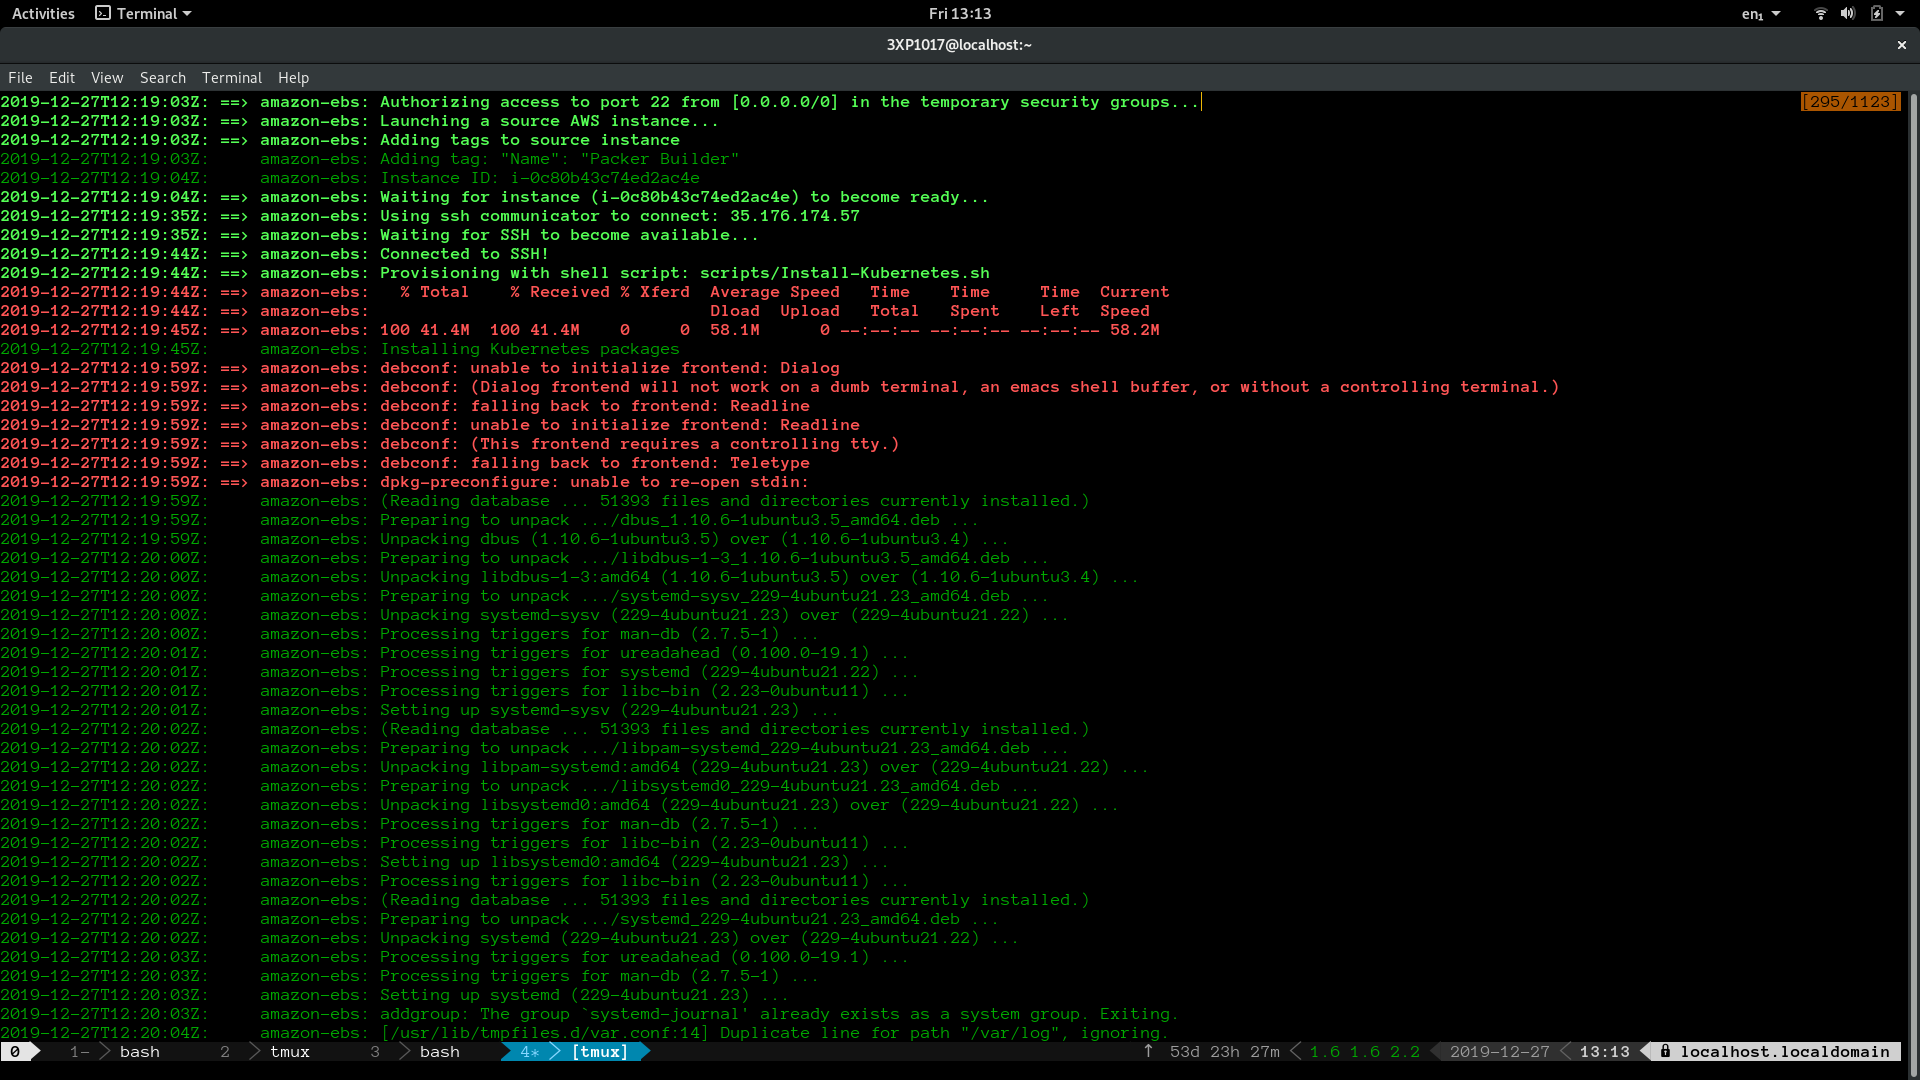 Activities Terminal Fri 13:13 en₁
3XP1017@localhost:~ ×
File Edit View Search Terminal Help
2019-12-27T12:19:03Z: ==> amazon-ebs: Authorizing access to port 22 from [0.0.0.0/0] in the temporary security groups... [295/1123]
2019-12-27T12:19:03Z: ==> amazon-ebs: Launching a source AWS instance...
2019-12-27T12:19:03Z: ==> amazon-ebs: Adding tags to source instance
2019-12-27T12:19:03Z:     amazon-ebs: Adding tag: "Name": "Packer Builder"
2019-12-27T12:19:04Z:     amazon-ebs: Instance ID: i-0c80b43c74ed2ac4e
2019-12-27T12:19:04Z: ==> amazon-ebs: Waiting for instance (i-0c80b43c74ed2ac4e) to become ready...
2019-12-27T12:19:35Z: ==> amazon-ebs: Using ssh communicator to connect: 35.176.174.57
2019-12-27T12:19:35Z: ==> amazon-ebs: Waiting for SSH to become available...
2019-12-27T12:19:44Z: ==> amazon-ebs: Connected to SSH!
2019-12-27T12:19:44Z: ==> amazon-ebs: Provisioning with shell script: scripts/Install-Kubernetes.sh
2019-12-27T12:19:44Z: ==> amazon-ebs:   % Total    % Received % Xferd  Average Speed   Time    Time     Time  Current
2019-12-27T12:19:44Z: ==> amazon-ebs:                                  Dload  Upload   Total   Spent    Left  Speed
2019-12-27T12:19:45Z: ==> amazon-ebs: 100 41.4M  100 41.4M    0     0  58.1M      0 --:--:-- --:--:-- --:--:-- 58.2M
2019-12-27T12:19:45Z:     amazon-ebs: Installing Kubernetes packages
2019-12-27T12:19:59Z: ==> amazon-ebs: debconf: unable to initialize frontend: Dialog
2019-12-27T12:19:59Z: ==> amazon-ebs: debconf: (Dialog frontend will not work on a dumb terminal, an emacs shell buffer, or without a controlling terminal.)
2019-12-27T12:19:59Z: ==> amazon-ebs: debconf: falling back to frontend: Readline
2019-12-27T12:19:59Z: ==> amazon-ebs: debconf: unable to initialize frontend: Readline
2019-12-27T12:19:59Z: ==> amazon-ebs: debconf: (This frontend requires a controlling tty.)
2019-12-27T12:19:59Z: ==> amazon-ebs: debconf: falling back to frontend: Teletype
2019-12-27T12:19:59Z: ==> amazon-ebs: dpkg-preconfigure: unable to re-open stdin:
2019-12-27T12:19:59Z:     amazon-ebs: (Reading database ... 51393 files and directories currently installed.)
2019-12-27T12:19:59Z:     amazon-ebs: Preparing to unpack .../dbus_1.10.6-1ubuntu3.5_amd64.deb ...
2019-12-27T12:19:59Z:     amazon-ebs: Unpacking dbus (1.10.6-1ubuntu3.5) over (1.10.6-1ubuntu3.4) ...
2019-12-27T12:20:00Z:     amazon-ebs: Preparing to unpack .../libdbus-1-3_1.10.6-1ubuntu3.5_amd64.deb ...
2019-12-27T12:20:00Z:     amazon-ebs: Unpacking libdbus-1-3:amd64 (1.10.6-1ubuntu3.5) over (1.10.6-1ubuntu3.4) ...
2019-12-27T12:20:00Z:     amazon-ebs: Preparing to unpack .../systemd-sysv_229-4ubuntu21.23_amd64.deb ...
2019-12-27T12:20:00Z:     amazon-ebs: Unpacking systemd-sysv (229-4ubuntu21.23) over (229-4ubuntu21.22) ...
2019-12-27T12:20:00Z:     amazon-ebs: Processing triggers for man-db (2.7.5-1) ...
2019-12-27T12:20:01Z:     amazon-ebs: Processing triggers for ureadahead (0.100.0-19.1) ...
2019-12-27T12:20:01Z:     amazon-ebs: Processing triggers for systemd (229-4ubuntu21.22) ...
2019-12-27T12:20:01Z:     amazon-ebs: Processing triggers for libc-bin (2.23-0ubuntu11) ...
2019-12-27T12:20:01Z:     amazon-ebs: Setting up systemd-sysv (229-4ubuntu21.23) ...
2019-12-27T12:20:02Z:     amazon-ebs: (Reading database ... 51393 files and directories currently installed.)
2019-12-27T12:20:02Z:     amazon-ebs: Preparing to unpack .../libpam-systemd_229-4ubuntu21.23_amd64.deb ...
2019-12-27T12:20:02Z:     amazon-ebs: Unpacking libpam-systemd:amd64 (229-4ubuntu21.23) over (229-4ubuntu21.22) ...
2019-12-27T12:20:02Z:     amazon-ebs: Preparing to unpack .../libsystemd0_229-4ubuntu21.23_amd64.deb ...
2019-12-27T12:20:02Z:     amazon-ebs: Unpacking libsystemd0:amd64 (229-4ubuntu21.23) over (229-4ubuntu21.22) ...
2019-12-27T12:20:02Z:     amazon-ebs: Processing triggers for man-db (2.7.5-1) ...
2019-12-27T12:20:02Z:     amazon-ebs: Processing triggers for libc-bin (2.23-0ubuntu11) ...
2019-12-27T12:20:02Z:     amazon-ebs: Setting up libsystemd0:amd64 (229-4ubuntu21.23) ...
2019-12-27T12:20:02Z:     amazon-ebs: Processing triggers for libc-bin (2.23-0ubuntu11) ...
2019-12-27T12:20:02Z:     amazon-ebs: (Reading database ... 51393 files and directories currently installed.)
2019-12-27T12:20:02Z:     amazon-ebs: Preparing to unpack .../systemd_229-4ubuntu21.23_amd64.deb ...
2019-12-27T12:20:02Z:     amazon-ebs: Unpacking systemd (229-4ubuntu21.23) over (229-4ubuntu21.22) ...
2019-12-27T12:20:03Z:     amazon-ebs: Processing triggers for ureadahead (0.100.0-19.1) ...
2019-12-27T12:20:03Z:     amazon-ebs: Processing triggers for man-db (2.7.5-1) ...
2019-12-27T12:20:03Z:     amazon-ebs: Setting up systemd (229-4ubuntu21.23) ...
2019-12-27T12:20:03Z:     amazon-ebs: addgroup: The group `systemd-journal' already exists as a system group. Exiting.
2019-12-27T12:20:04Z:     amazon-ebs: [/usr/lib/tmpfiles.d/var.conf:14] Duplicate line for path "/var/log", ignoring.
0 1- bash 2 tmux 3 bash 4* [tmux] ↑ 53d 23h 27m 1.6 1.6 2.2 2019-12-27 13:13 localhost.localdomain